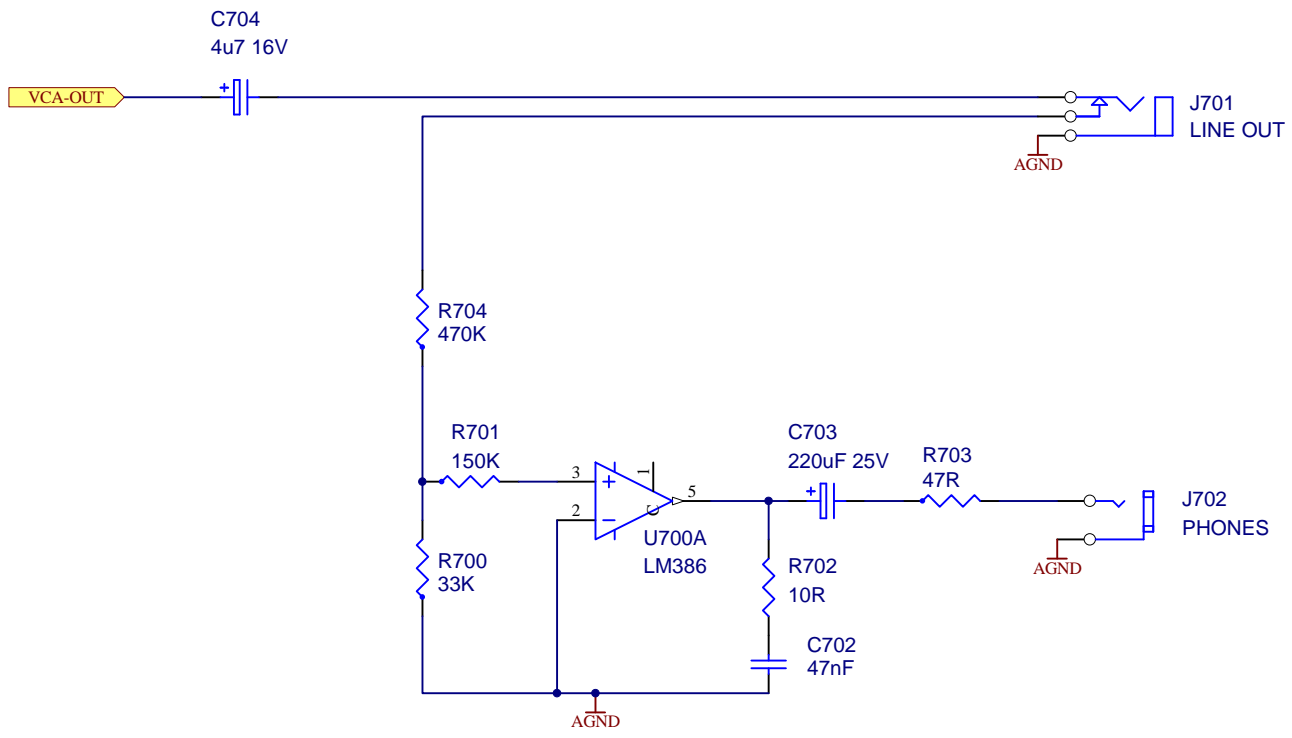 C704
4u7 16V
VCA-OUT
+
J701
LINE OUT
AGND
R704
470K
R701
150K
C703
220uF 25V
R703
47R
3
1
+
5
2
U700A
LM386
+
J702
PHONES
AGND
R700
33K
R702
10R
C702
47nF
AGND